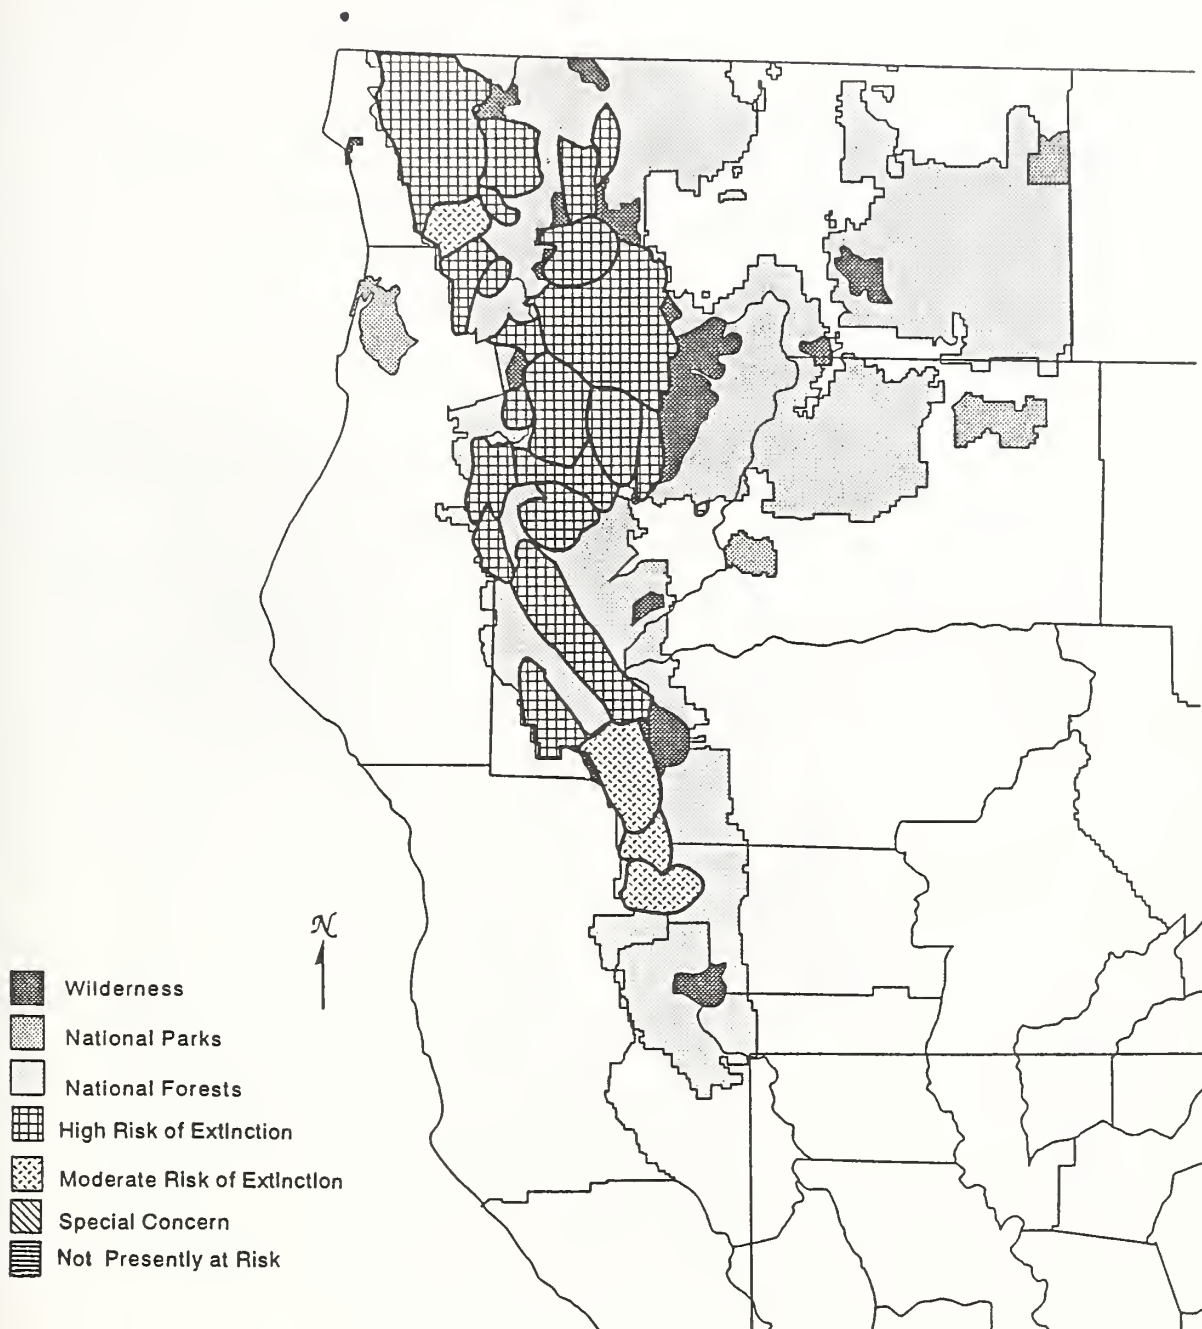 N
Wilderness
National Parks
National Forests
High Risk of Extinction
Moderate Risk of Extinction
Special Concern
Not Presently at Risk